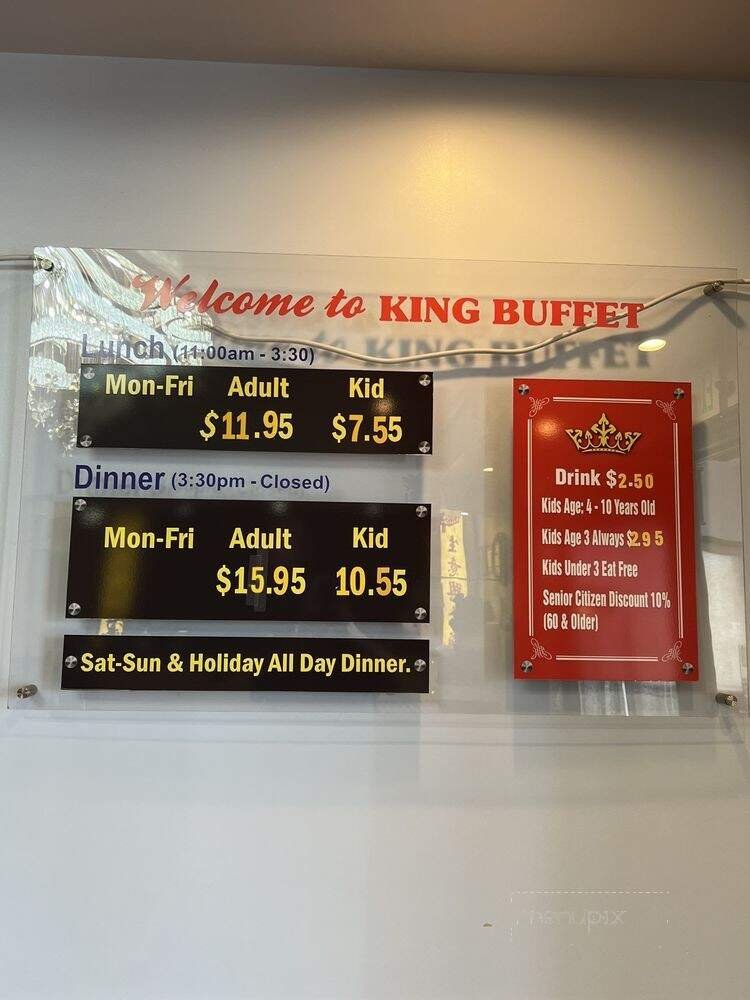 Welcome to KING BUFFET
Lunch (11:00am - 3:30)
Mon-Fri Adult Kid
$11.95 $7.55
Dinner (3:30pm - Closed)
Mon-Fri Adult Kid
$15.95 10.55
Sat-Sun & Holiday All Day Dinner.
Drink $2.50
Kids Age: 4 - 10 Years Old
Kids Age 3 Always $2.95
Kids Under 3 Eat Free
Senior Citizen Discount 10%
(60 & Older)
menupix